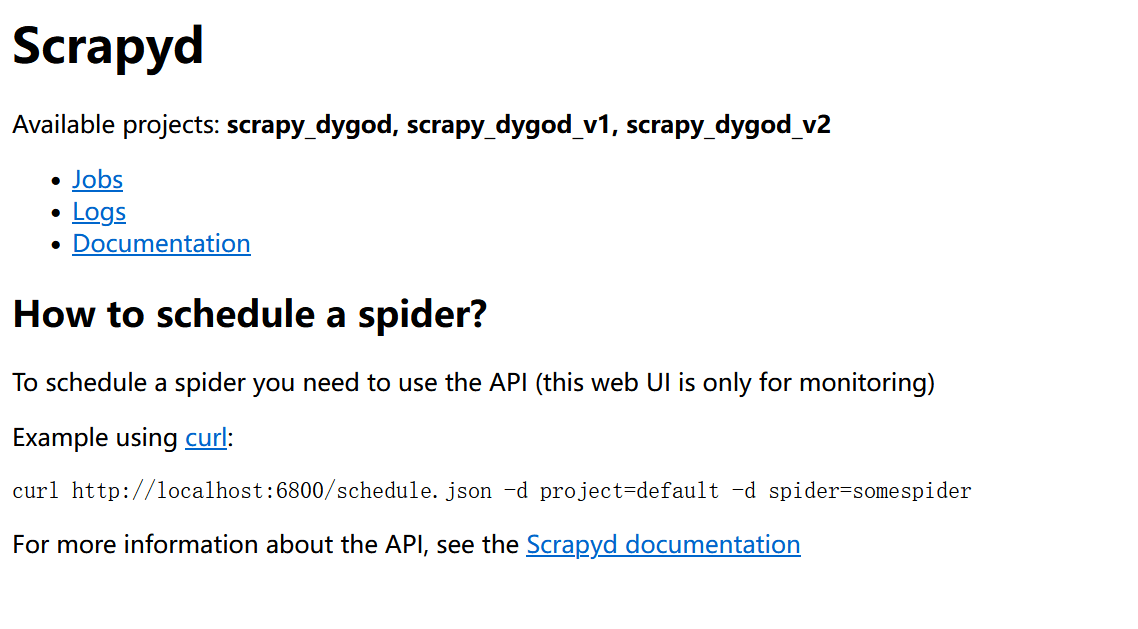 Scrapyd
Available projects: scrapy_dygod, scrapy_dygod_v1, scrapy_dygod_v2
Jobs
Logs
Documentation
How to schedule a spider?
To schedule a spider you need to use the API (this web UI is only for monitoring)
Example using curl:
curl http://localhost:6800/schedule.json -d project=default -d spider=somespider
For more information about the API, see the Scrapyd documentation